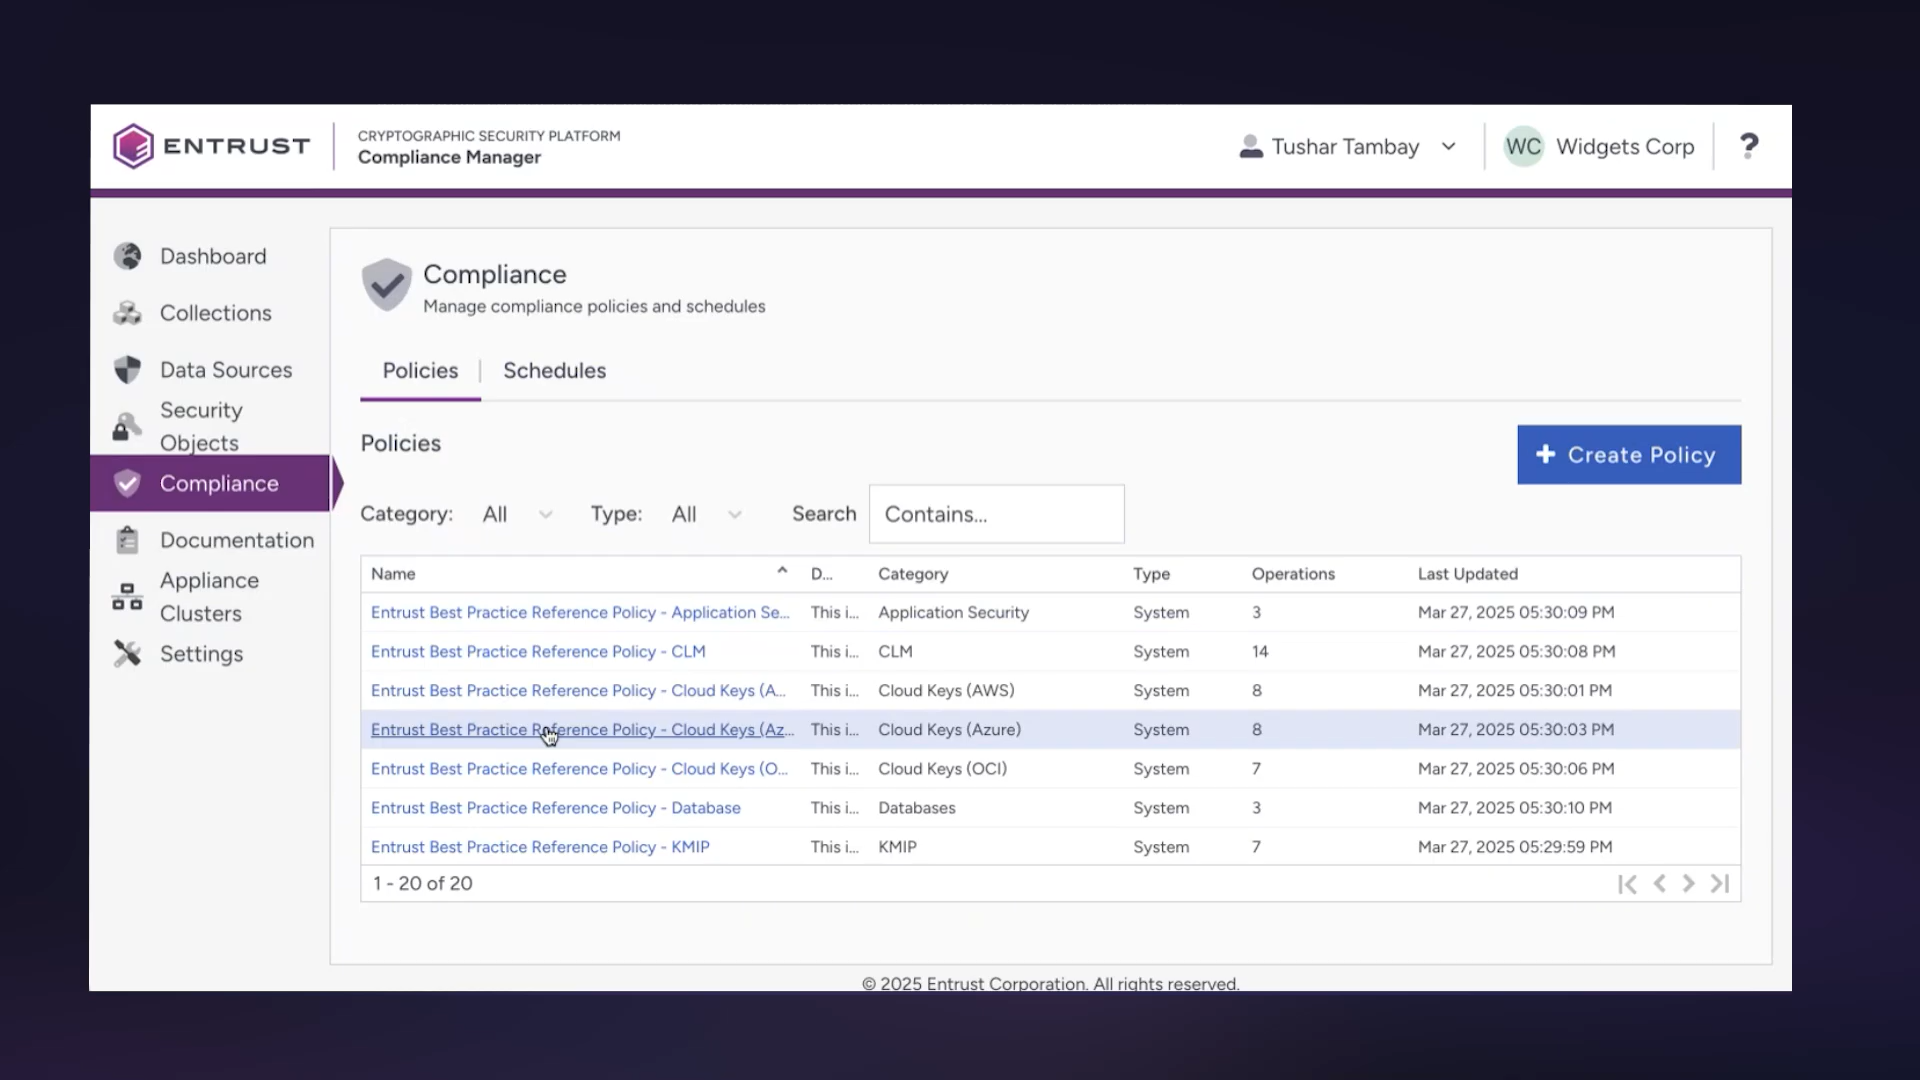 ENTRUST
CRYPTOGRAPHIC SECURITY PLATFORM
Compliance Manager
Tushar Tambay
WC Widgets Corp
?
Dashboard
Collections
Data Sources
Security
Objects
Compliance
Documentation
Appliance
Clusters
Settings
Compliance
Manage compliance policies and schedules
Policies
Schedules
Policies
+ Create Policy
Category: All Type: All Search Contains...
Name D... Category Type Operations Last Updated
Entrust Best Practice Reference Policy - Application Se... This i... Application Security System 3 Mar 27, 2025 05:30:09 PM
Entrust Best Practice Reference Policy - CLM This i... CLM System 14 Mar 27, 2025 05:30:08 PM
Entrust Best Practice Reference Policy - Cloud Keys (A... This i... Cloud Keys (AWS) System 8 Mar 27, 2025 05:30:01 PM
Entrust Best Practice Reference Policy - Cloud Keys (Az... This i... Cloud Keys (Azure) System 8 Mar 27, 2025 05:30:03 PM
Entrust Best Practice Reference Policy - Cloud Keys (O... This i... Cloud Keys (OCI) System 7 Mar 27, 2025 05:30:06 PM
Entrust Best Practice Reference Policy - Database This i... Databases System 3 Mar 27, 2025 05:30:10 PM
Entrust Best Practice Reference Policy - KMIP This i... KMIP System 7 Mar 27, 2025 05:29:59 PM
1 - 20 of 20
© 2025 Entrust Corporation. All rights reserved.